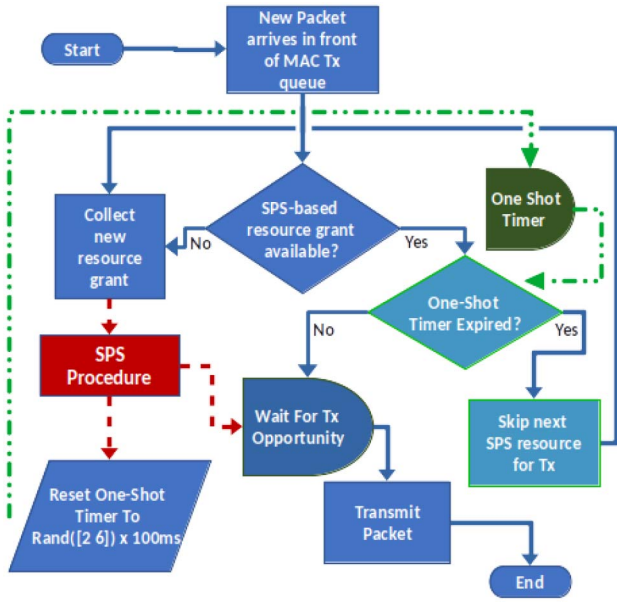 Start
New Packet
arrives in front
of MAC Tx
queue
Collect
new
resource
grant
SPS-based
resource grant
available?
No
Yes
One Shot
Timer
One-Shot
Timer Expired?
No
Yes
SPS
Procedure
Wait For Tx
Opportunity
Skip next
SPS resource
for Tx
Reset One-Shot
Timer To
Rand([2 6]) x 100ms
Transmit
Packet
End